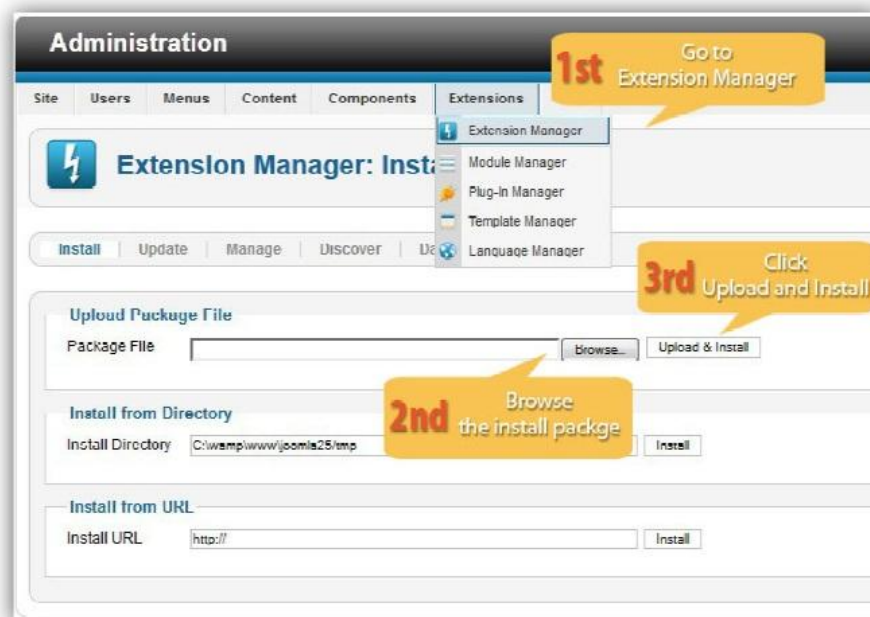 Administration
1st Go to
Extension Manager
Site Users Menus Content Components Extensions
Extension Manager
Extension Manager: Insta
Module Manager
Plug-in Manager
Template Manager
Install Update Manage Discover Da
Language Manager
3rd Click
Upload and Install
Upload Package File
Package File Browse... Upload & Install
2nd Browse
the install packge
Install from Directory
Install Directory C:\wamp\www\joomla25/tmp Install
Install from URL
Install URL http:// Install